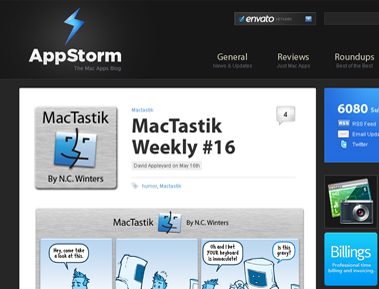 envato
AppStorm
The Mac Apps Blog
General
News & Updates
Reviews
Just Mac Apps
Roundups
Best of the Best
MacTastik
By N.C. Winters
Mactastik
MacTastik
Weekly #16
David Appleyard on May 16th
humor, Mactastik
4
6080
RSS Feed
Email Upda
Twitter
MacTastik
By N.C. Winters
Hey, come take a
look at this.
Oh and I bet
YOUR keyboard
is immaculate!
Is this
gravy?
Billings
Professional time
billing and invoicing.